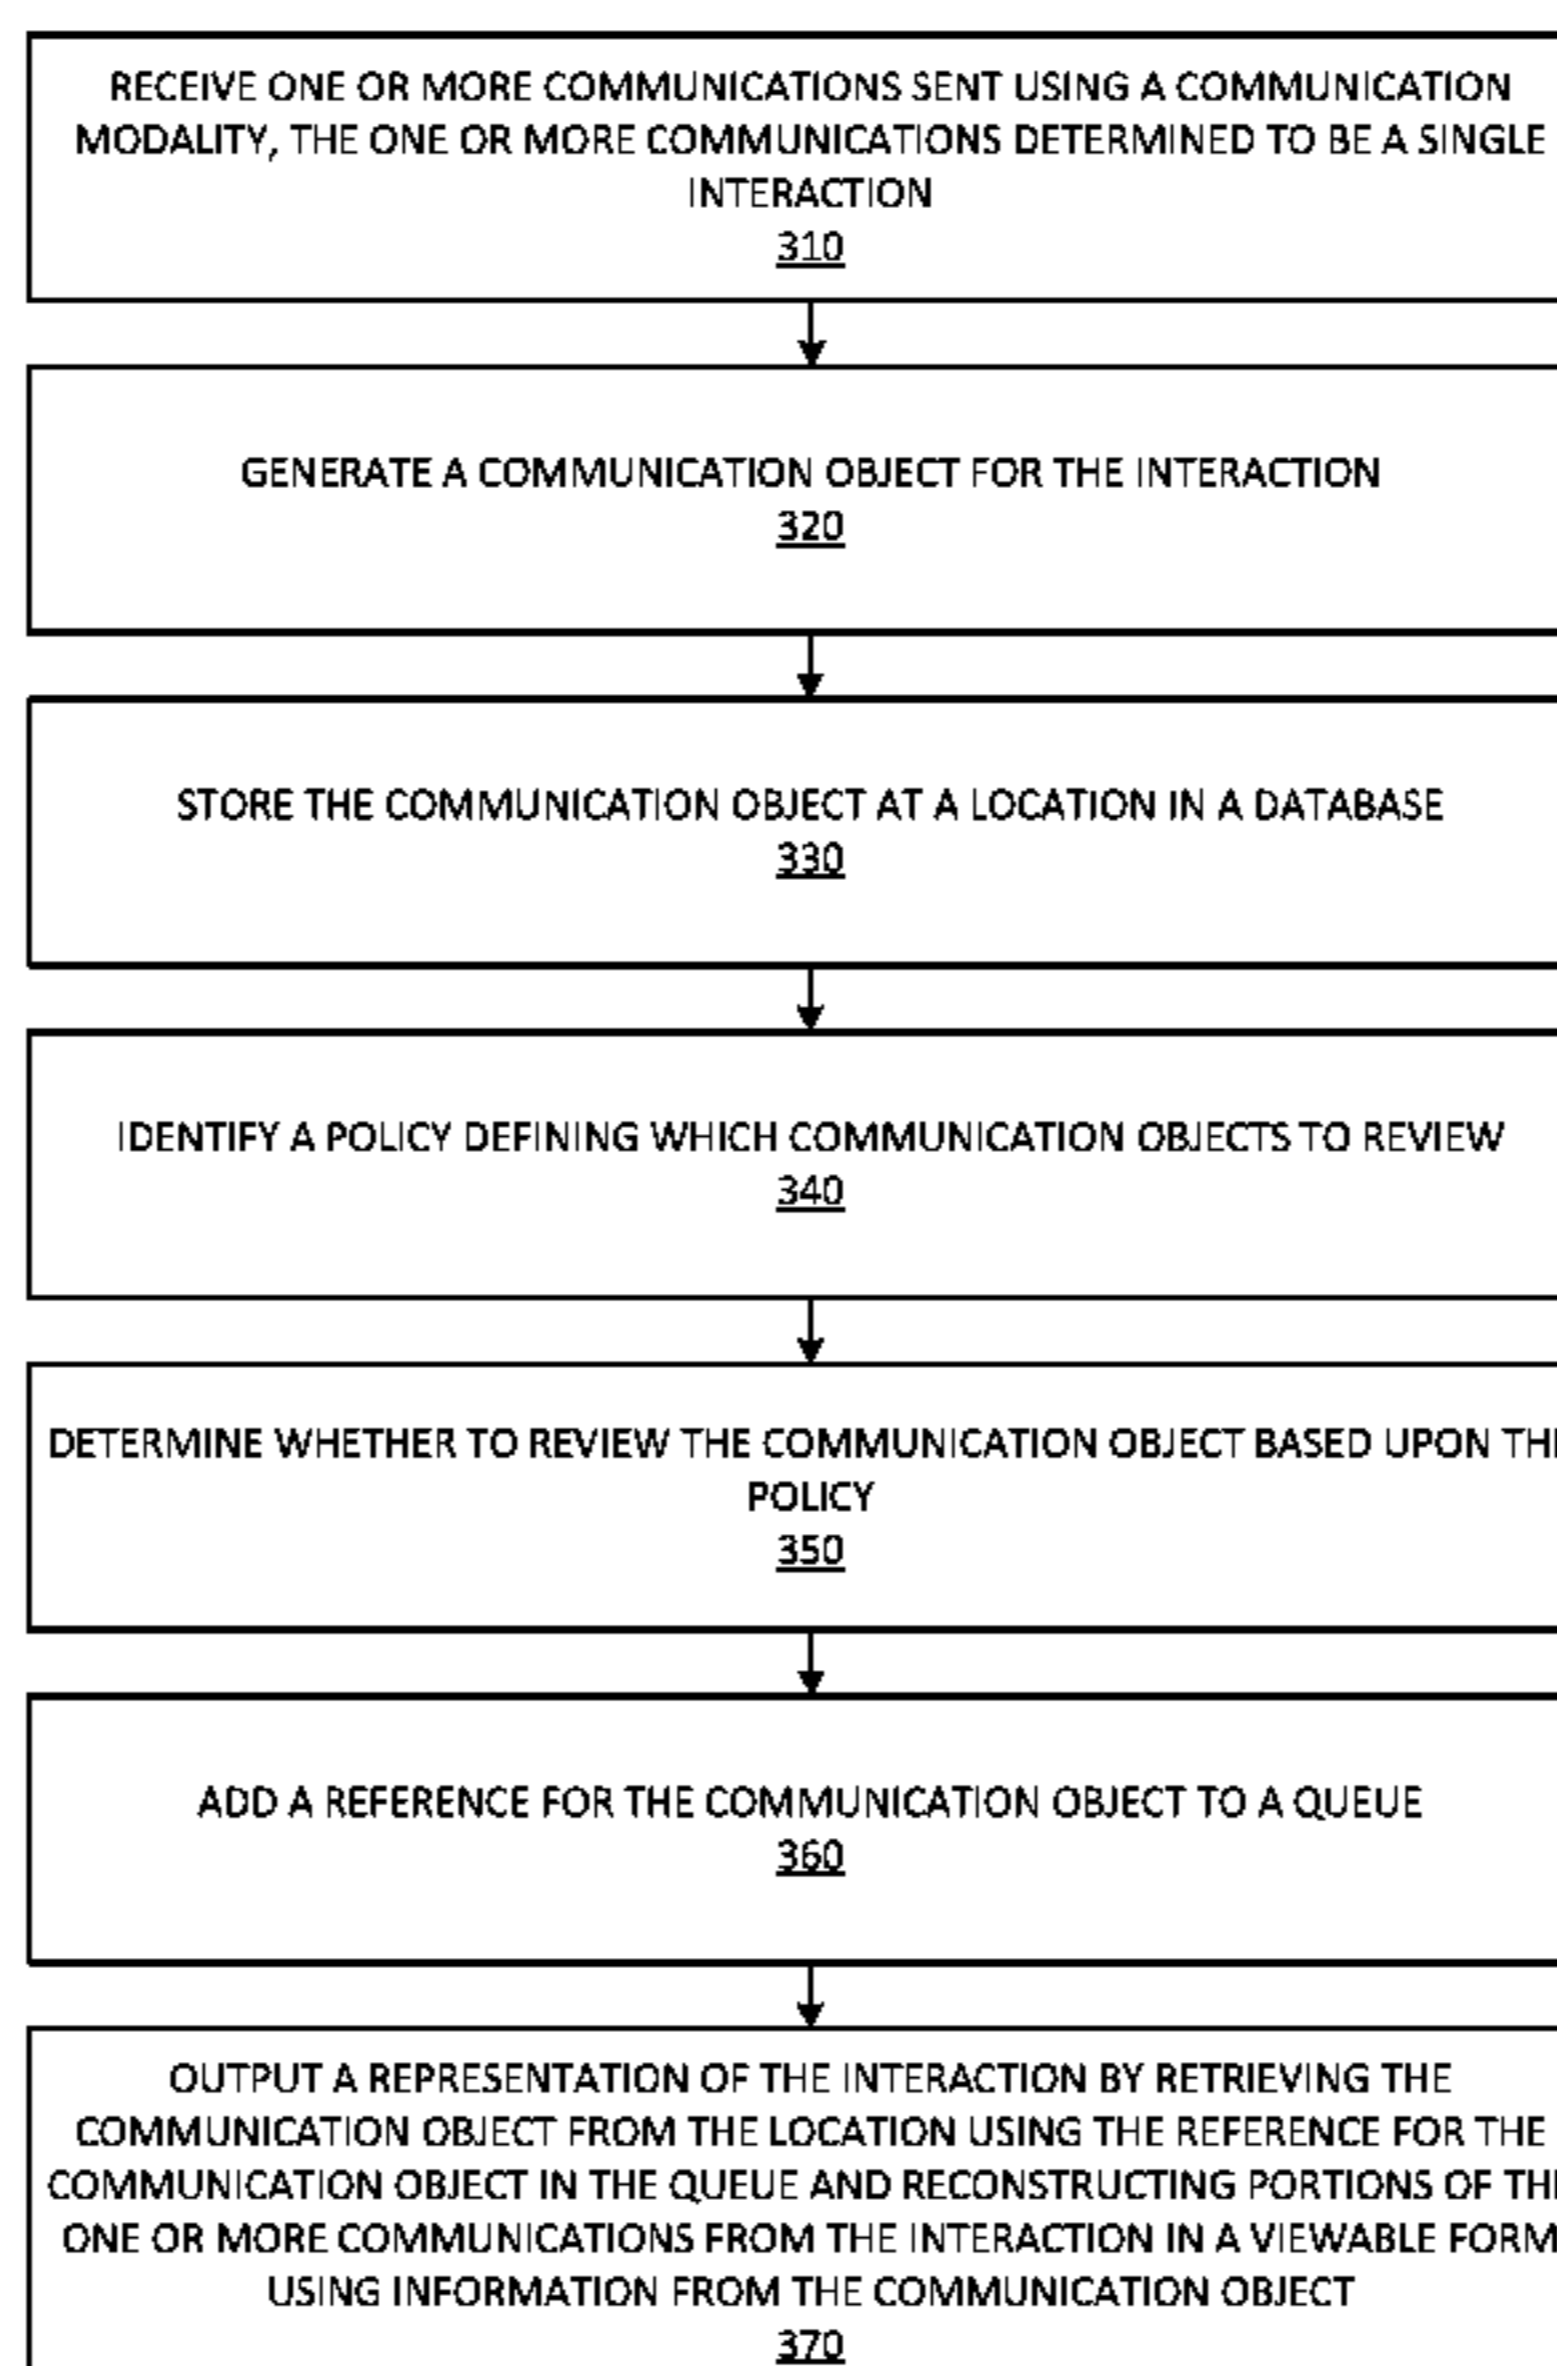 RECEIVE ONE OR MORE COMMUNICATIONS SENT USING A COMMUNICATION
MODALITY, THE ONE OR MORE COMMUNICATIONS DETERMINED TO BE A SINGLE
INTERACTION
310
GENERATE A COMMUNICATION OBJECT FOR THE INTERACTION
320
STORE THE COMMUNICATION OBJECT AT A LOCATION IN A DATABASE
330
IDENTIFY A POLICY DEFINING WHICH COMMUNICATION OBJECTS TO REVIEW
340
DETERMINE WHETHER TO REVIEW THE COMMUNICATION OBJECT BASED UPON THE
POLICY
350
ADD A REFERENCE FOR THE COMMUNICATION OBJECT TO A QUEUE
360
OUTPUT A REPRESENTATION OF THE INTERACTION BY RETRIEVING THE
COMMUNICATION OBJECT FROM THE LOCATION USING THE REFERENCE FOR THE
COMMUNICATION OBJECT IN THE QUEUE AND RECONSTRUCTING PORTIONS OF THE
ONE OR MORE COMMUNICATIONS FROM THE INTERACTION IN A VIEWABLE FORM
USING INFORMATION FROM THE COMMUNICATION OBJECT
370